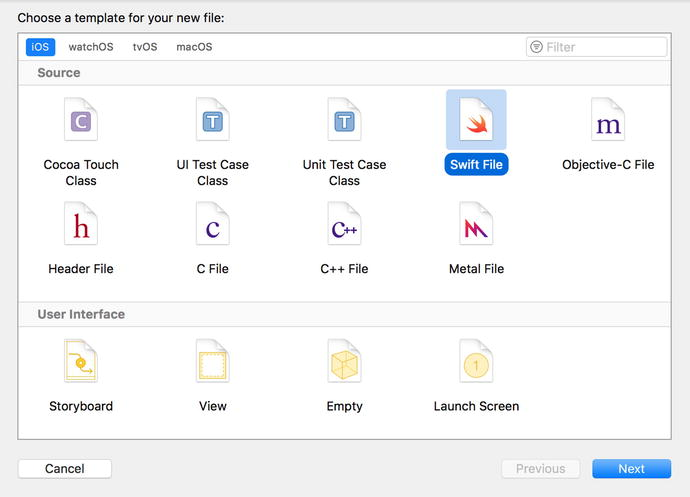 Choose a template for your new file:
iOS watchOS tvOS macOS Filter
Source
C T T m
Cocoa Touch Class
UI Test Case Class
Unit Test Case Class
Swift File
Objective-C File
h c C++
Header File
C File
C++ File
Metal File
User Interface
1
Storyboard
View
Empty
Launch Screen
Cancel Previous Next